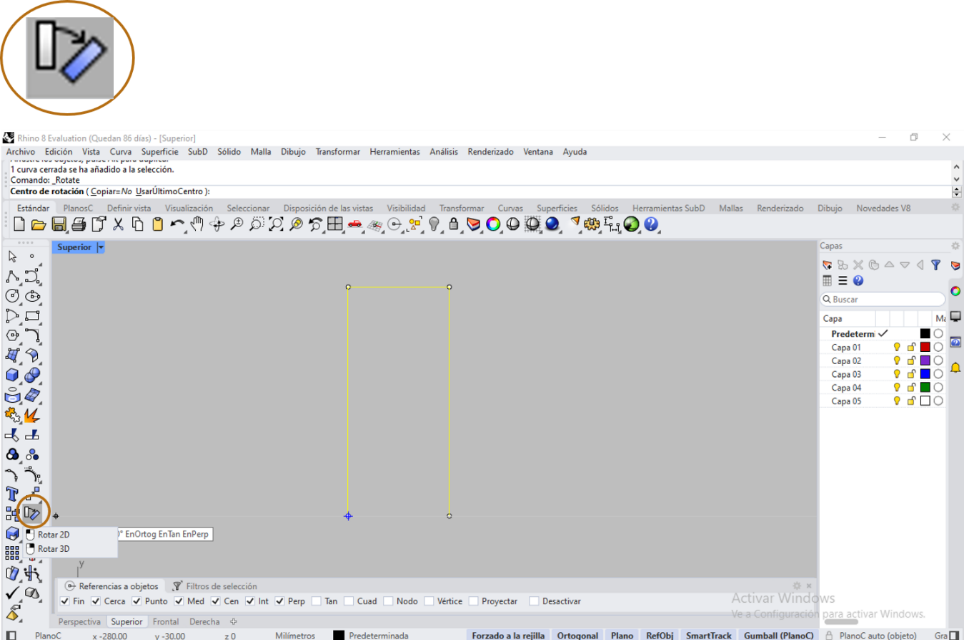 Rhino 8 Evaluation (Quedan 86 días) - [Superior]
Archivo Edición Vista Curva Superficie SubD Sólido Malla Dibujo Transformar Herramientas Análisis Renderizado Ventana Ayuda
1 curva cerrada se ha añadido a la selección.
Comando: _Rotate
Centro de rotación ( Copiar=No UsarÚltimoCentro ):
Estándar PlanosC Definir vista Visualización Seleccionar Disposición de las vistas Visibilidad Transformar Curvas Superficies Sólidos Herramientas SubD Mallas Renderizado Dibujo Novedades V8
Superior
Capas
Buscar
Capa Ma
Predeterm
Capa 01
Capa 02
Capa 03
Capa 04
Capa 05
Rotar 2D
Rotar 3D
EnOrtog EnTan EnPerp
y
Referencias a objetos Filtros de selección
Fin Cerca Punto Med Cen Int Perp Tan Cuad Nodo Vértice Proyectar Desactivar
Activar Windows
Ve a Configuración para activar Windows.
Perspectiva Superior Frontal Derecha
PlanoC x -280.00 y -30.00 z 0 Milímetros Predeterminada Forzado a la rejilla Ortogonal Plano RefObj SmartTrack Gumball (PlanoC) PlanoC auto (objeto) Gra